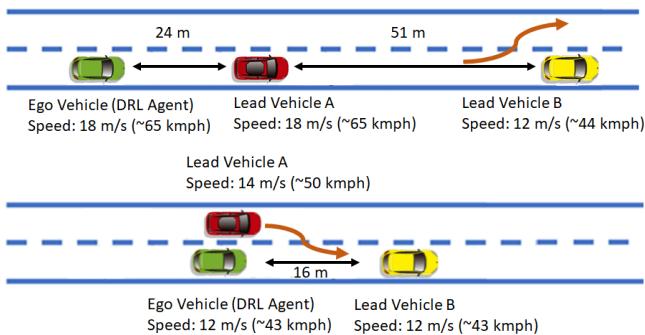 24 m
51 m
Ego Vehicle (DRL Agent)
Speed: 18 m/s (~65 kmph)
Lead Vehicle A
Speed: 18 m/s (~65 kmph)
Lead Vehicle B
Speed: 12 m/s (~44 kmph)
Lead Vehicle A
Speed: 14 m/s (~50 kmph)
16 m
Ego Vehicle (DRL Agent)
Speed: 12 m/s (~43 kmph)
Lead Vehicle B
Speed: 12 m/s (~43 kmph)